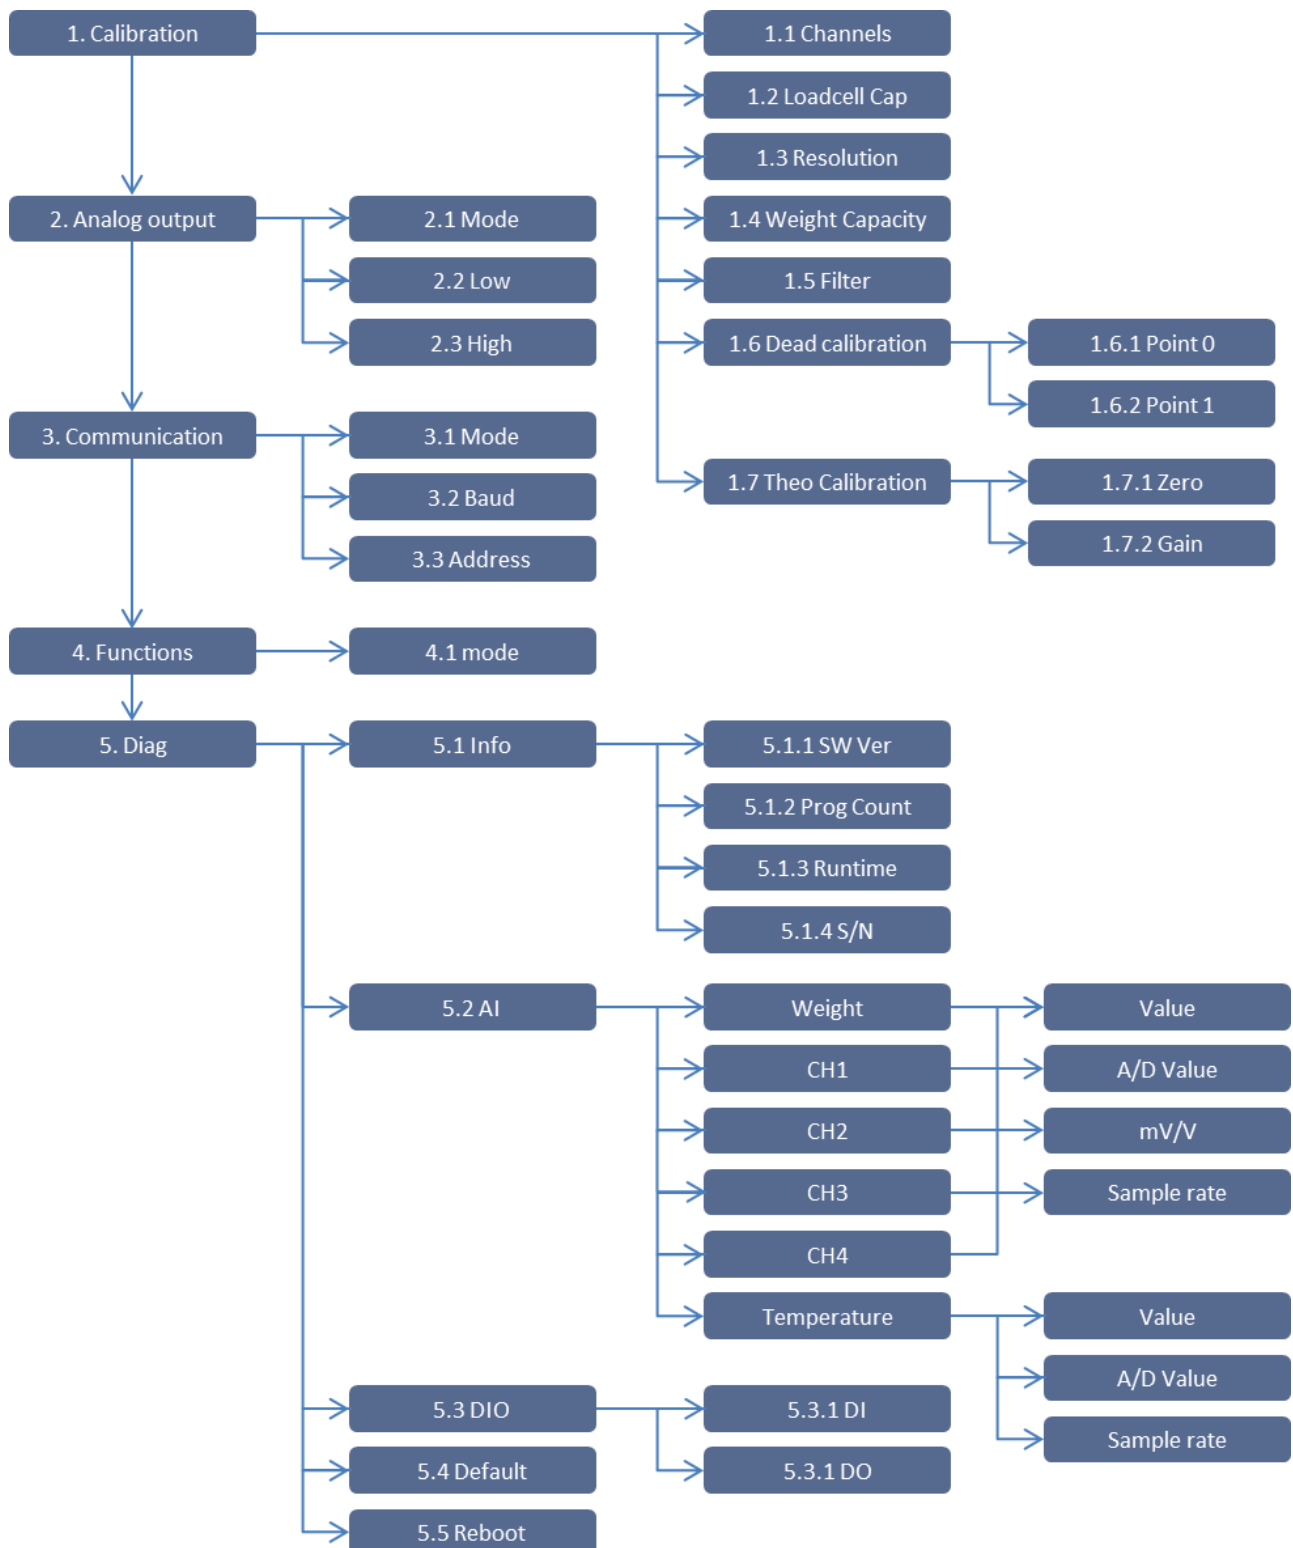 1. Calibration
1.1 Channels
1.2 Loadcell Cap
1.3 Resolution
1.4 Weight Capacity
1.5 Filter
1.6 Dead calibration
1.6.1 Point 0
1.6.2 Point 1
1.7 Theo Calibration
1.7.1 Zero
1.7.2 Gain
2. Analog output
2.1 Mode
2.2 Low
2.3 High
3. Communication
3.1 Mode
3.2 Baud
3.3 Address
4. Functions
4.1 mode
5. Diag
5.1 Info
5.1.1 SW Ver
5.1.2 Prog Count
5.1.3 Runtime
5.1.4 S/N
5.2 AI
Weight
CH1
CH2
CH3
CH4
Value
A/D Value
mV/V
Sample rate
Temperature
Value
A/D Value
Sample rate
5.3 DIO
5.3.1 DI
5.3.1 DO
5.4 Default
5.5 Reboot